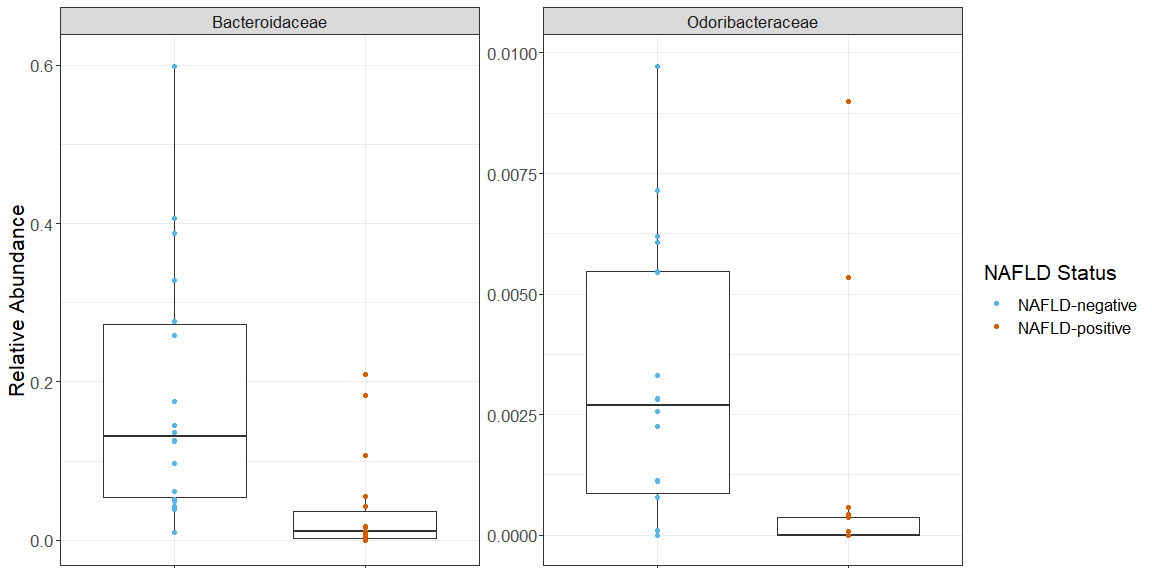 Bacteroidaceae
Odoribacteraceae
Relative Abundance
0.6
0.4
0.2
0.0
0.0100
0.0075
0.0050
0.0025
0.0000
NAFLD Status
NAFLD-negative
NAFLD-positive